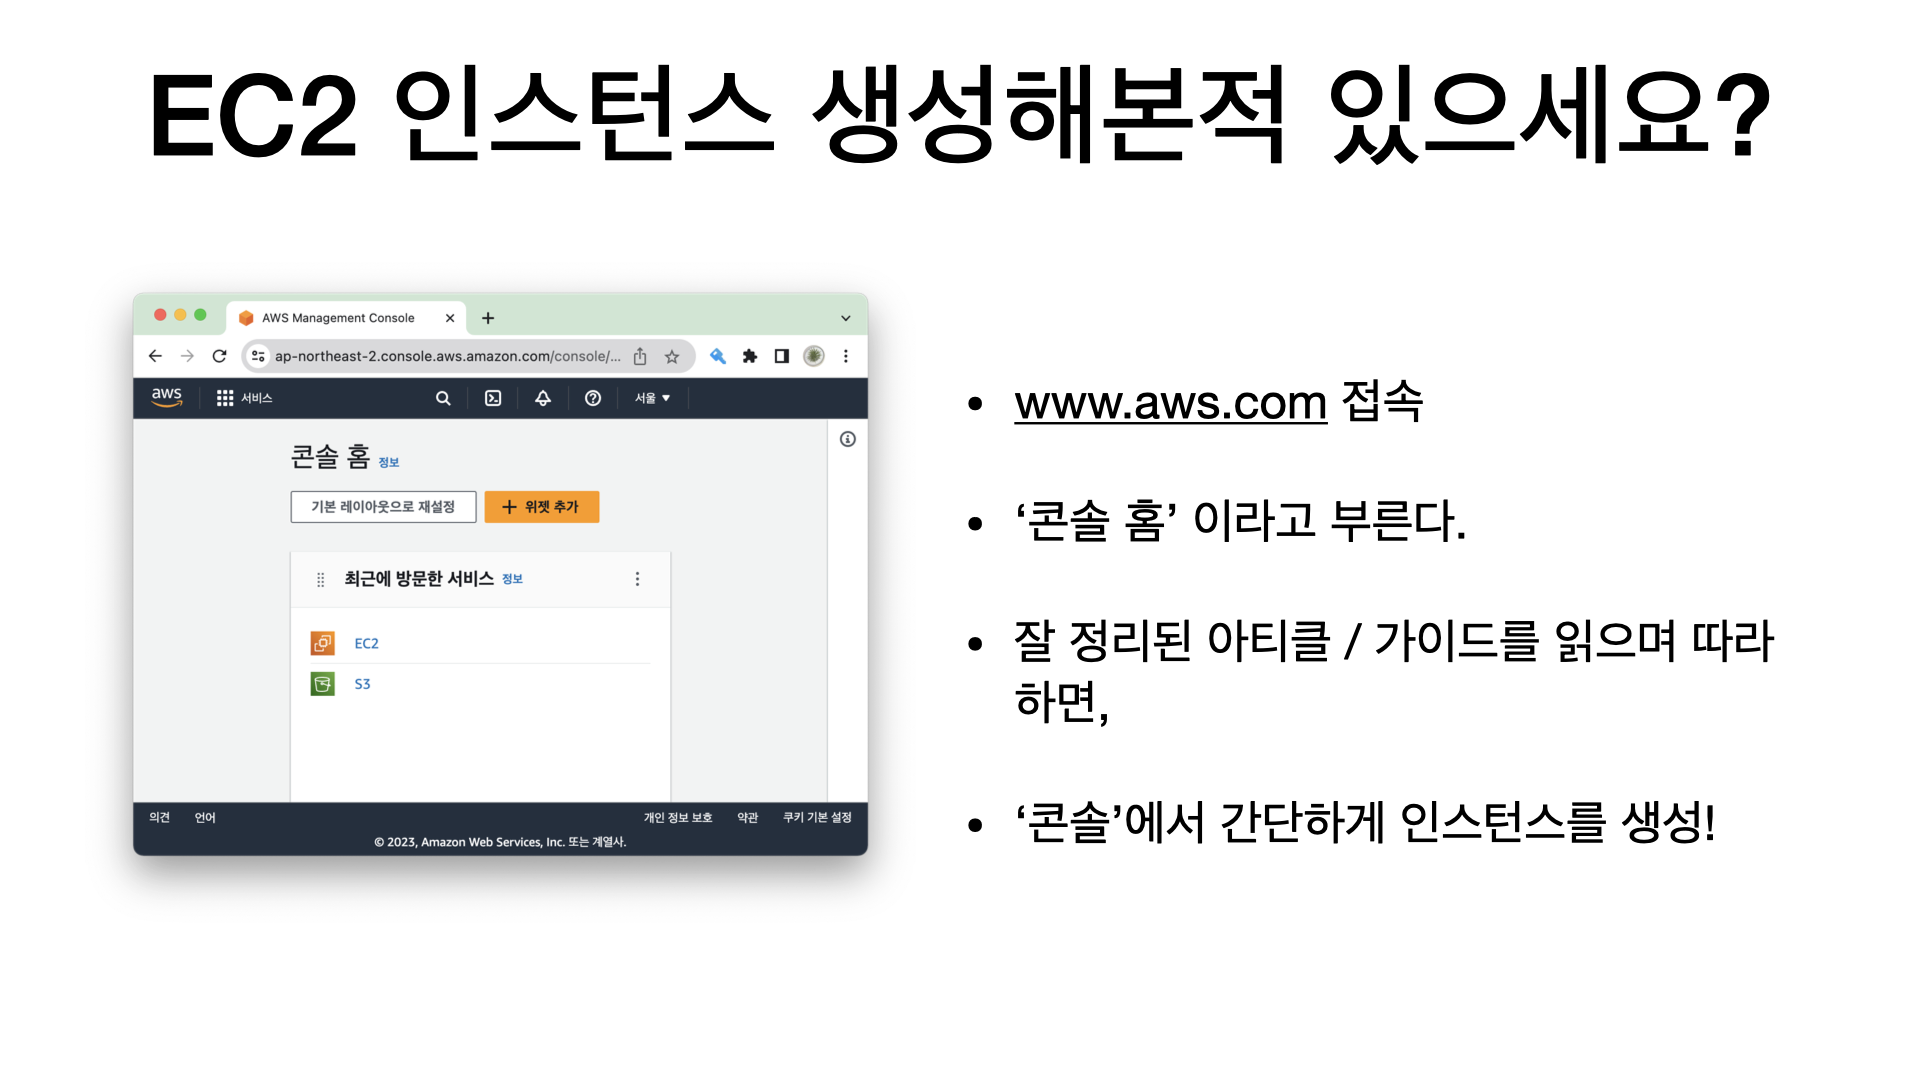 EC2 인스턴스 생성해본적 있으세요?
AWS Management Console
ap-northeast-2.console.aws.amazon.com/console/...
aws 서비스 서울
콘솔 홈 정보
기본 레이아웃으로 재설정 + 위젯 추가
최근에 방문한 서비스 정보
EC2
S3
의견 언어 개인 정보 보호 약관 쿠키 기본 설정
© 2023, Amazon Web Services, Inc. 또는 계열사.
• www.aws.com 접속
• ‘콘솔 홈’ 이라고 부른다.
• 잘 정리된 아티클 / 가이드를 읽으며 따라
하면,
• ‘콘솔’에서 간단하게 인스턴스를 생성!